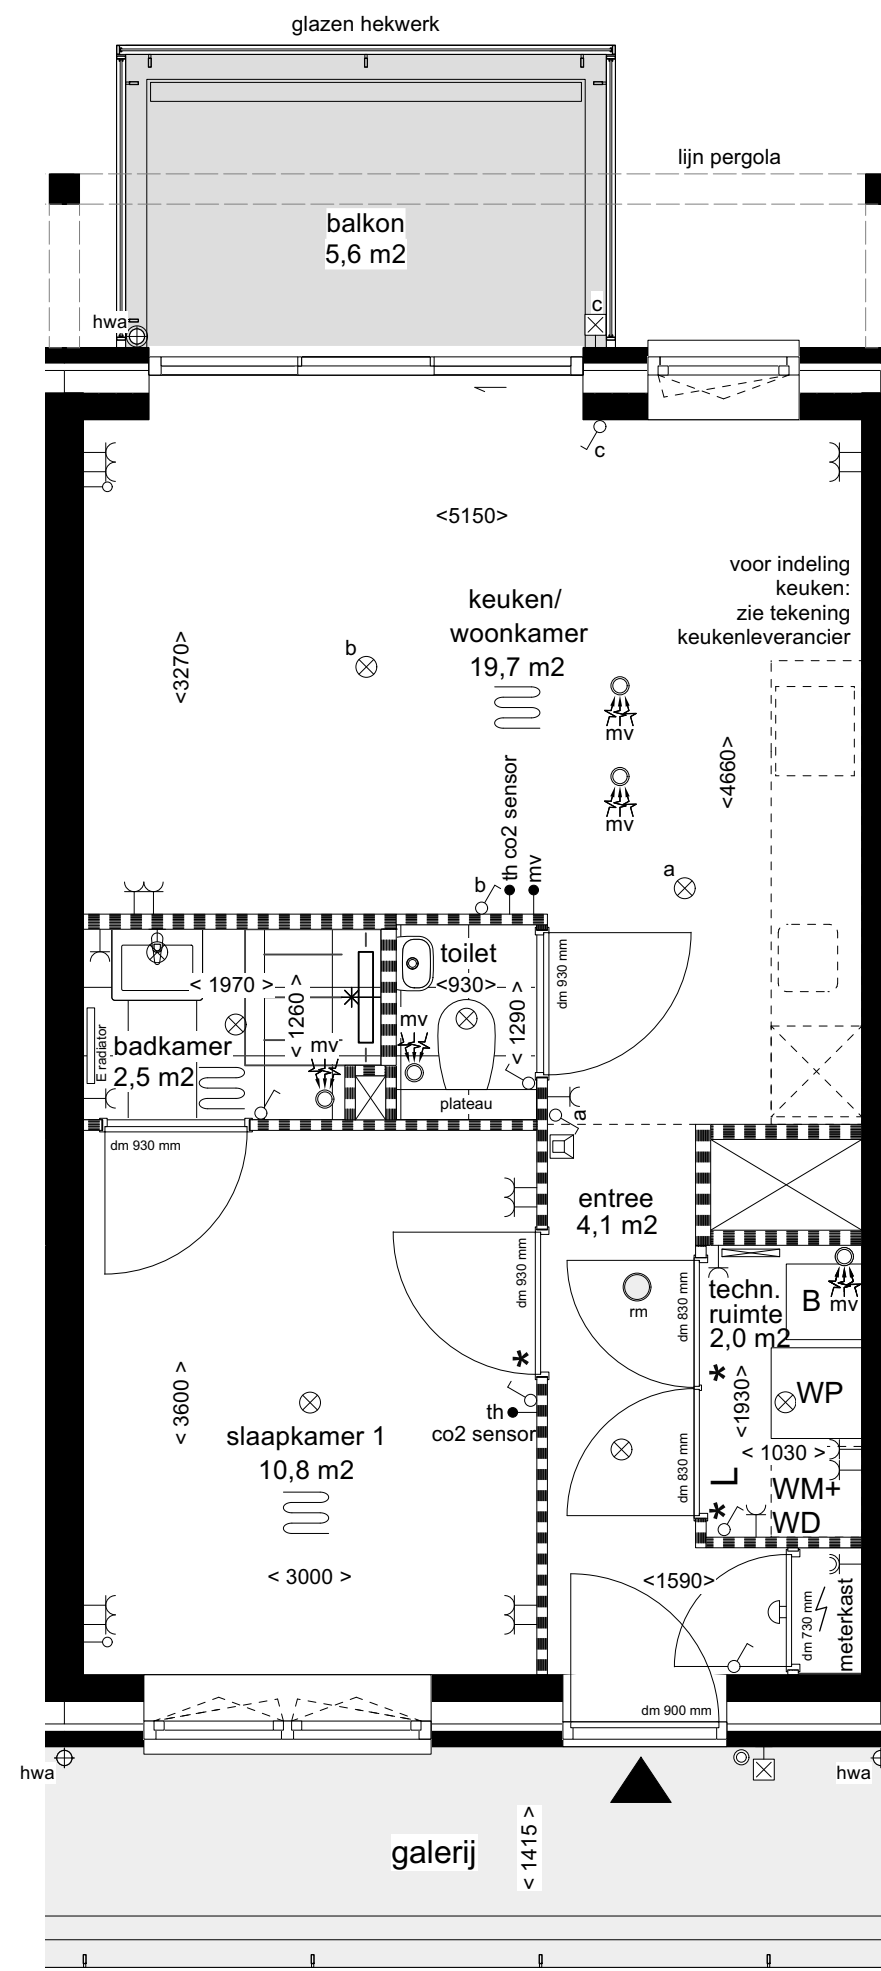 glazen hekwerk
lijn pergola
balkon
5,6 m2
hwa
c
c
<5150>
voor indeling
keuken:
zie tekening
keukenleverancier
keuken/
woonkamer
19,7 m2
b
<3270>
mv
<4660>
mv
th co2 sensor
mv
b
a
toilet
<930>
dm 930 mm
< 1970 >
< 1260 >
<1290 >
mv
mv
E radiator
badkamer
2,5 m2
plateau
a
dm 930 mm
entree
4,1 m2
dm 930 mm
rm
dm 830 mm
techn.
ruimte
2,0 m2
B
mv
*
*
<1930>
WP
< 3600 >
th
co2 sensor
slaapkamer 1
10,8 m2
dm 830 mm
< 1030 >
L
*
WM+
WD
< 3000 >
<1590>
dm 730 mm
meterkast
dm 900 mm
hwa
hwa
< 1415 >
galerij